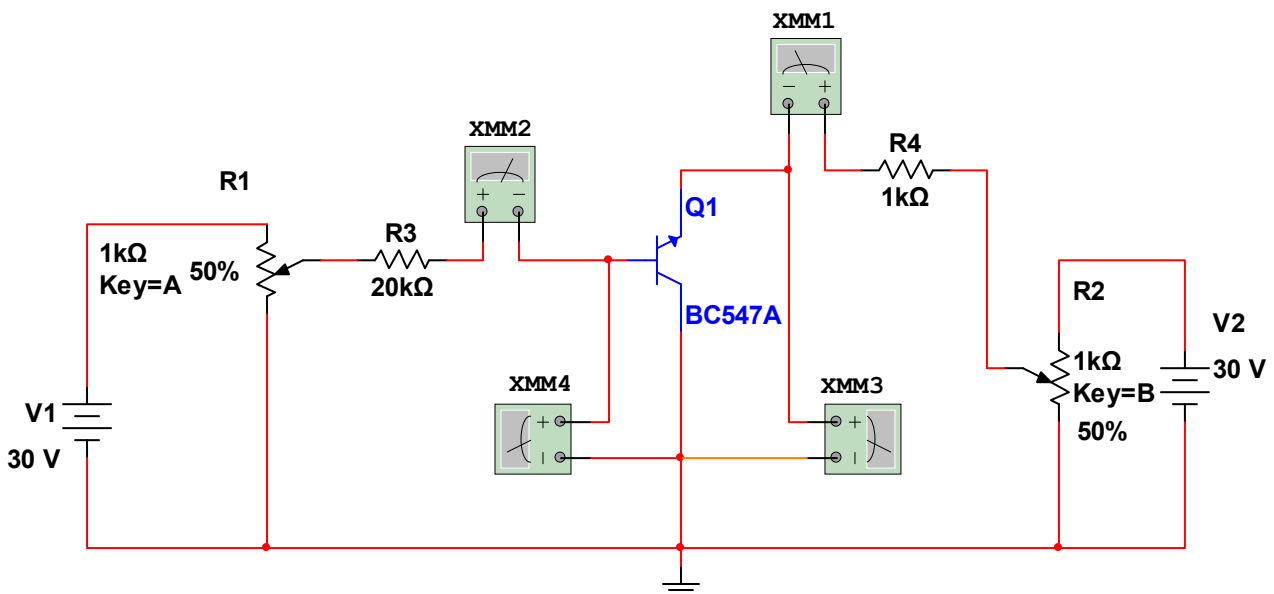 XMM1
XMM2
R4
1kΩ
R1
Q1
R3
20kΩ
1kΩ
Key=A
50%
BC547A
R2
V2
30 V
1kΩ
Key=B
50%
XMM4
XMM3
V1
30 V